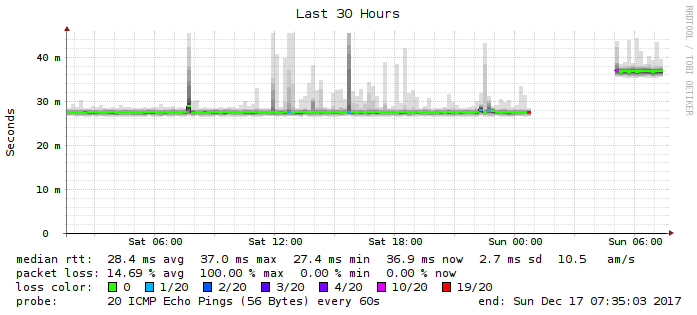 Last 30 Hours
RRDTOOL / TOBI OETIKER
Seconds
40 m
30 m
20 m
10 m
0
Sat 06:00 Sat 12:00 Sat 18:00 Sun 00:00 Sun 06:00
median rtt: 28.4 ms avg 37.0 ms max 27.4 ms min 36.9 ms now 2.7 ms sd 10.5 am/s
packet loss: 14.69 % avg 100.00 % max 0.00 % min 0.00 % now
loss color: 0 1/20 2/20 3/20 4/20 10/20 19/20
probe: 20 ICMP Echo Pings (56 Bytes) every 60s end: Sun Dec 17 07:35:03 2017